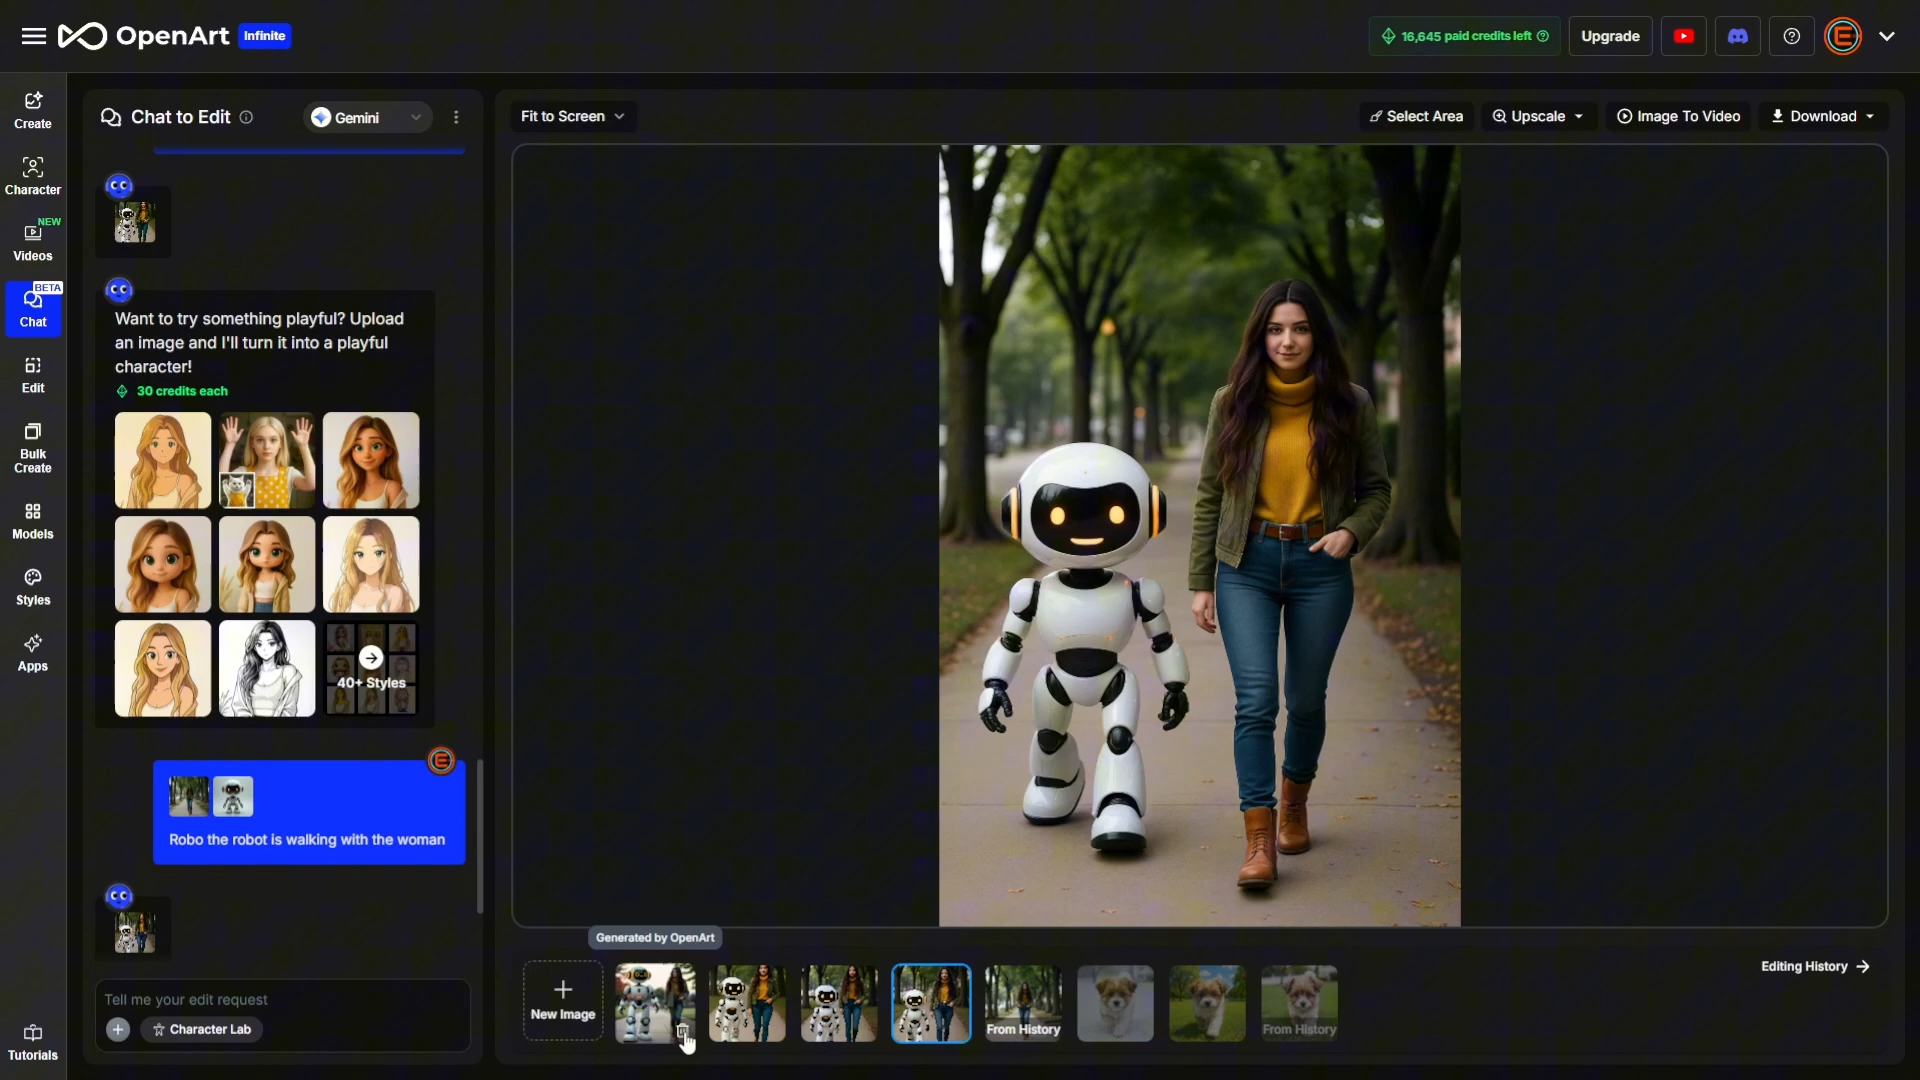 OpenArt Infinite
16,645 paid credits left
Upgrade
Create
Character
NEW
Videos
BETA
Chat
Edit
Bulk
Create
Models
Styles
Apps
Tutorials
Chat to Edit
Gemini
Want to try something playful? Upload
an image and I'll turn it into a playful
character!
30 credits each
40+ Styles
Robo the robot is walking with the woman
Tell me your edit request
Character Lab
Fit to Screen
Select Area
Upscale
Image To Video
Download
Generated by OpenArt
New Image
From History
From History
Editing History